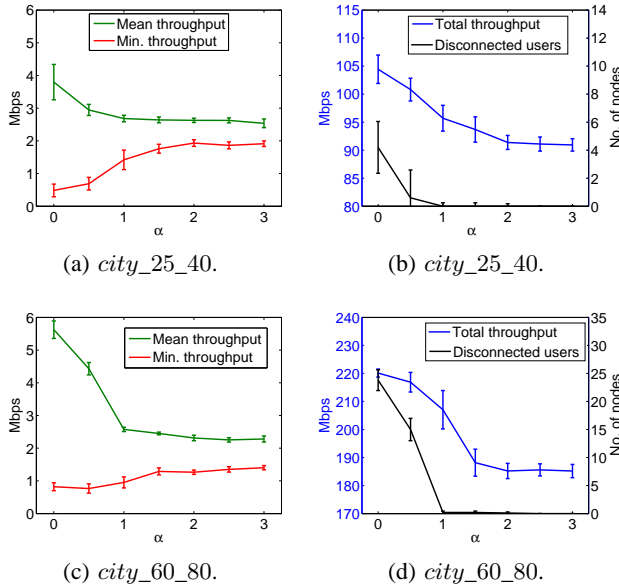 6
5
4
3
2
1
0
Mbps
Mean throughput
Min. throughput
0 1 2 3
α
(a) city_25_40.
115
110
105
100
95
90
85
80
Mbps
Total throughput
Disconnected users
14
12
10
8
6
4
2
0
No. of nodes
0 1 2 3
α
(b) city_25_40.
6
5
4
3
2
1
0
Mbps
Mean throughput
Min. throughput
0 1 2 3
α
(c) city_60_80.
240
230
220
210
200
190
180
170
Mbps
Total throughput
Disconnected users
35
30
25
20
15
10
5
0
No. of nodes
0 1 2 3
α
(d) city_60_80.